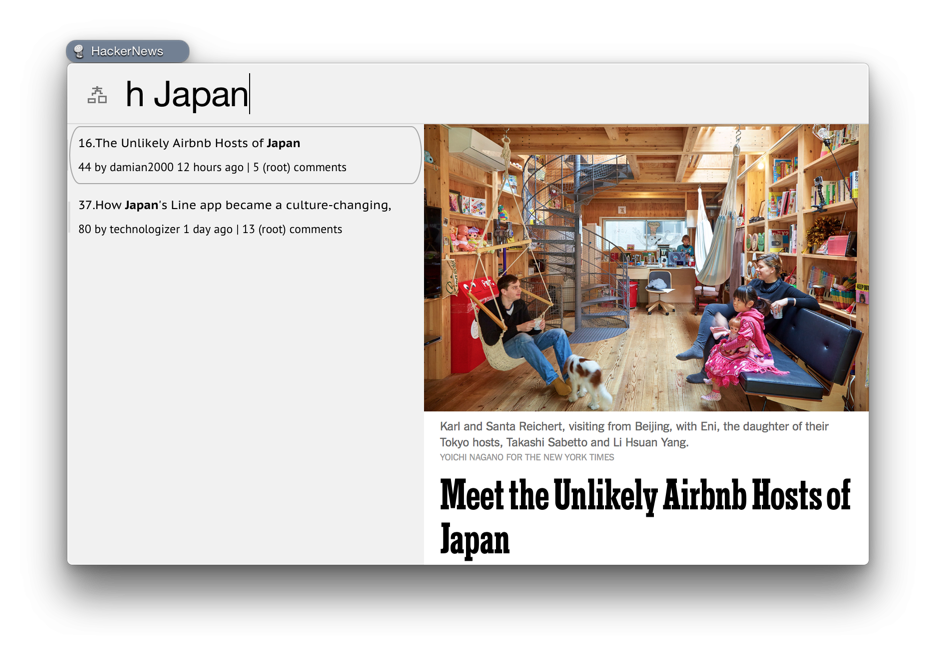 HackerNews
h Japan
16.The Unlikely Airbnb Hosts of Japan
44 by damian2000 12 hours ago | 5 (root) comments
37.How Japan's Line app became a culture-changing,
80 by technologizer 1 day ago | 13 (root) comments
Karl and Santa Reichert, visiting from Beijing, with Eni, the daughter of their
Tokyo hosts, Takashi Sabetto and Li Hsuan Yang.
YOICHI NAGANO FOR THE NEW YORK TIMES
Meet the Unlikely Airbnb Hosts of
Japan